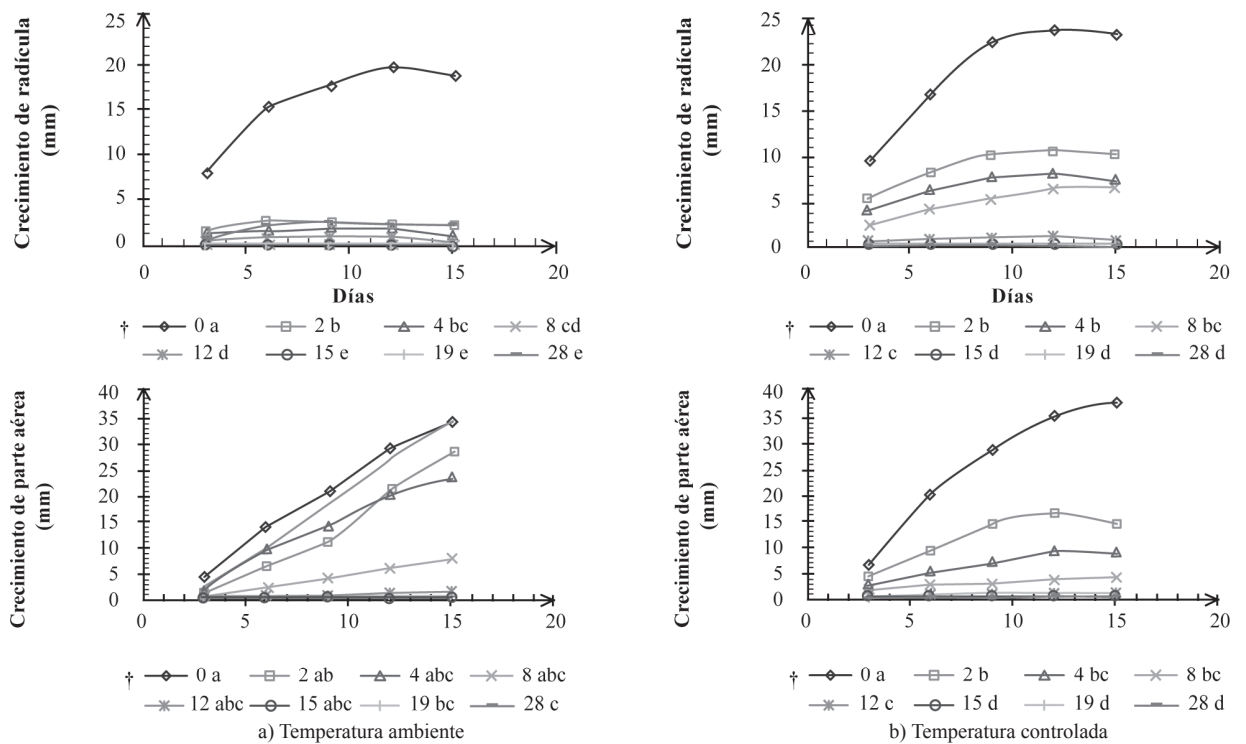 25
20
15
10
5
0
Crecimiento de radícula
(mm)
0 5 10 15 20
Días
† 0 a 2 b 4 bc 8 cd
12 d 15 e 19 e 28 e
25
20
15
10
5
0
Crecimiento de radícula
(mm)
0 5 10 15 20
Días
† 0 a 2 b 4 b 8 bc
12 c 15 d 19 d 28 d
40
35
30
25
20
15
10
5
0
Crecimiento de parte aérea
(mm)
0 5 10 15 20
† 0 a 2 ab 4 abc 8 abc
12 abc 15 abc 19 bc 28 c
a) Temperatura ambiente
40
35
30
25
20
15
10
5
0
Crecimiento de parte aérea
(mm)
0 5 10 15 20
† 0 a 2 b 4 bc 8 bc
12 c 15 d 19 d 28 d
b) Temperatura controlada